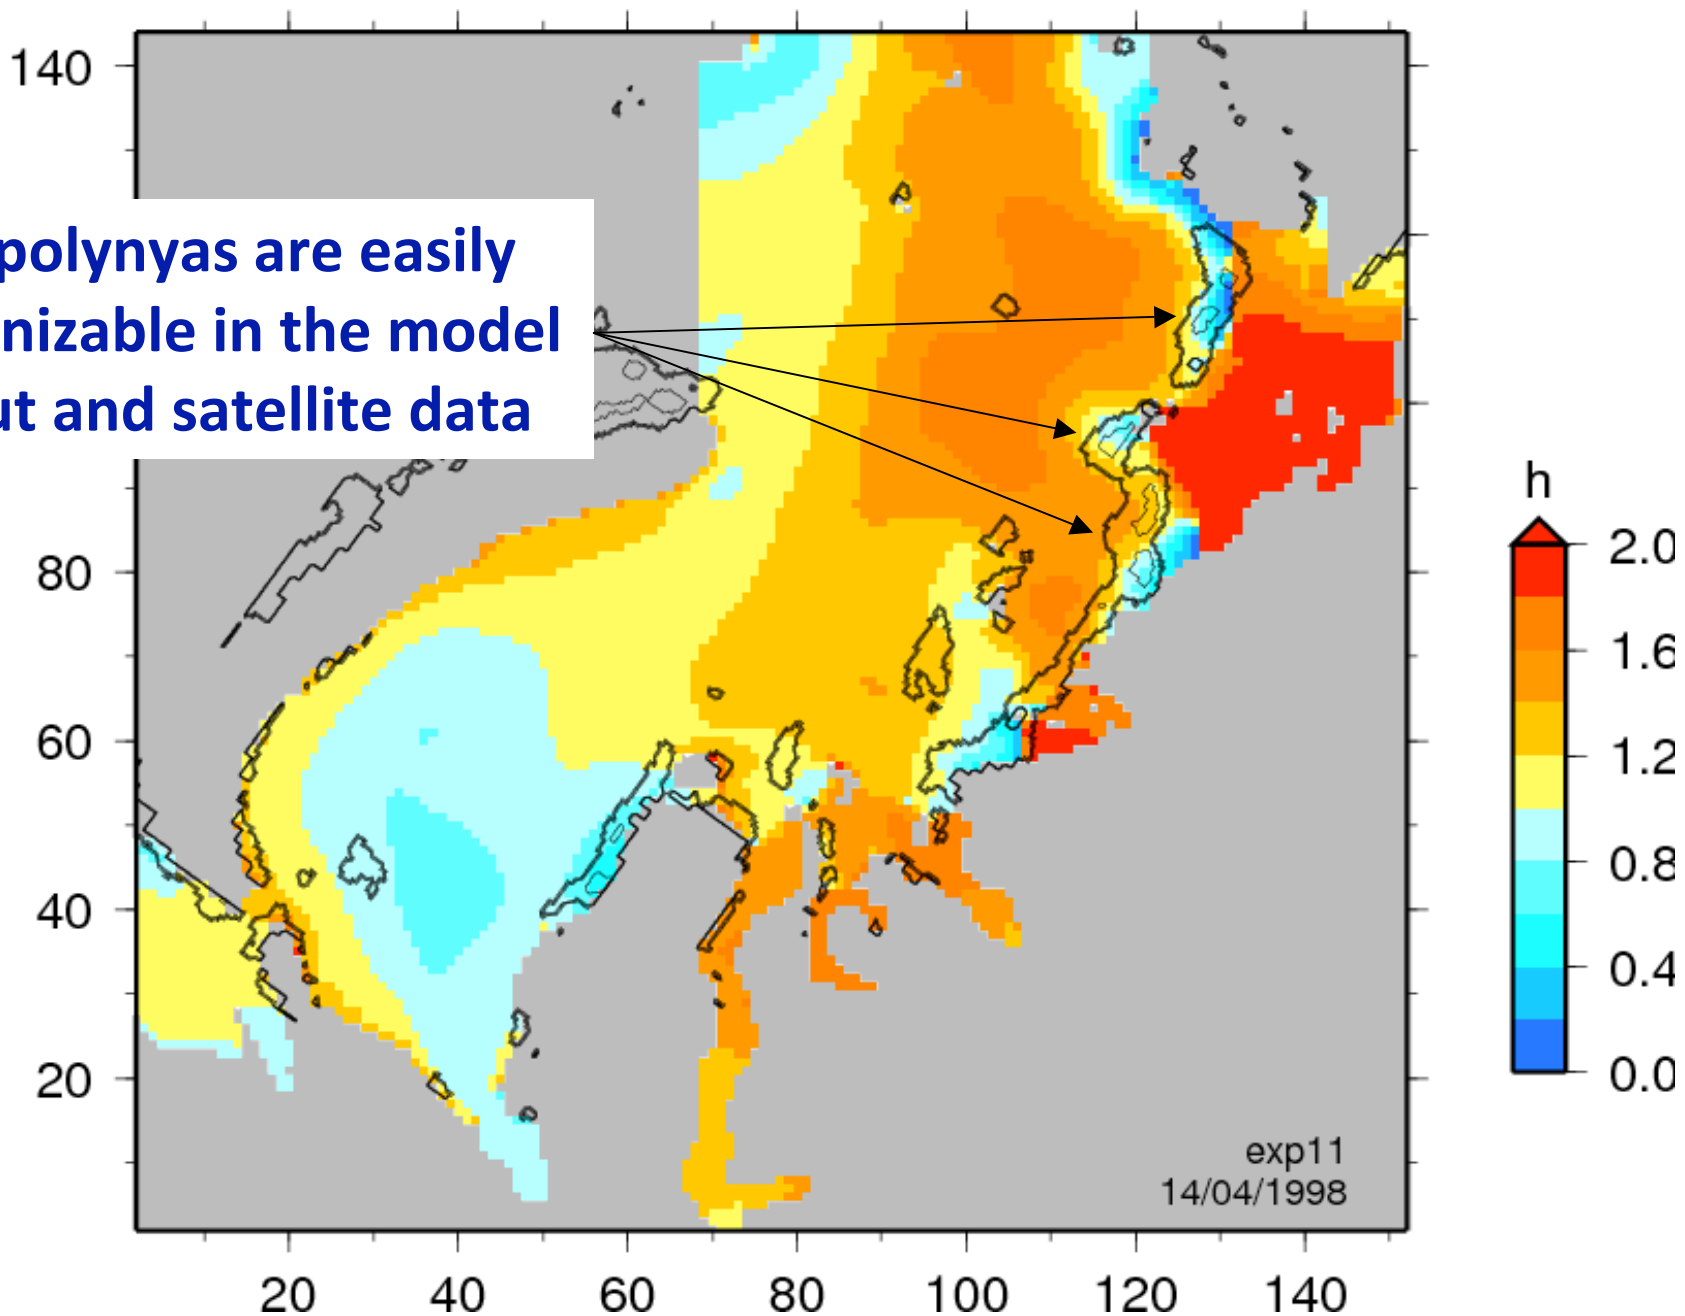 140
polynyas are easily
nizable in the model
ut and satellite data
80
60
40
20
20 40 60 80 100 120 140
h
2.0
1.6
1.2
0.8
0.4
0.0
exp11
14/04/1998